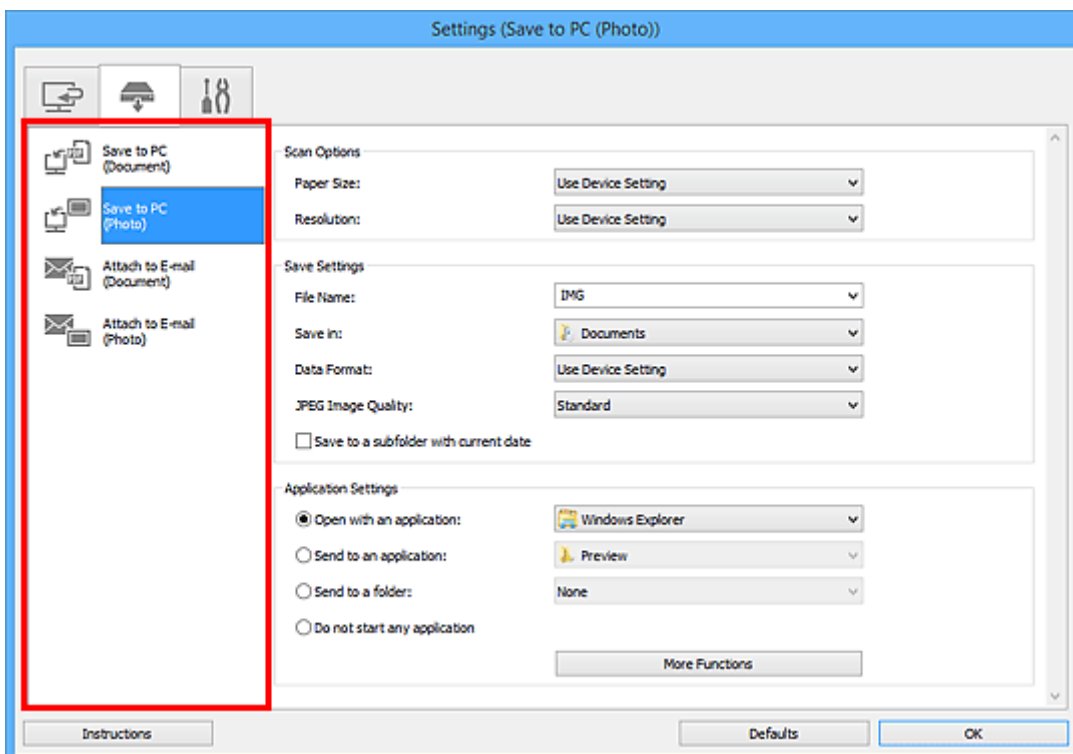 Settings (Save to PC (Photo))
Save to PC
(Document)
Save to PC
(Photo)
Attach to E-mail
(Document)
Attach to E-mail
(Photo)
Scan Options
Paper Size: Use Device Setting
Resolution: Use Device Setting
Save Settings
File Name: IMG
Save in: Documents
Data Format: Use Device Setting
JPEG Image Quality: Standard
Save to a subfolder with current date
Application Settings
Open with an application: Windows Explorer
Send to an application: Preview
Send to a folder: None
Do not start any application
More Functions
Instructions Defaults OK